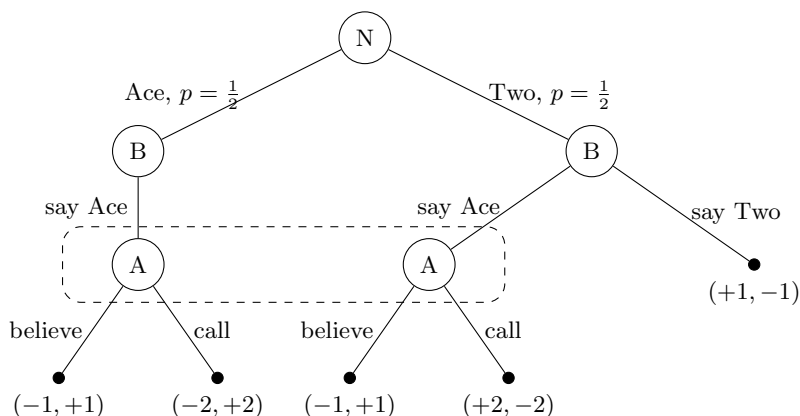 N
Ace, p = 1/2
Two, p = 1/2
B
B
say Ace
say Ace
say Two
A
A
(+1, −1)
believe
call
believe
call
(−1, +1)
(−2, +2)
(−1, +1)
(+2, −2)